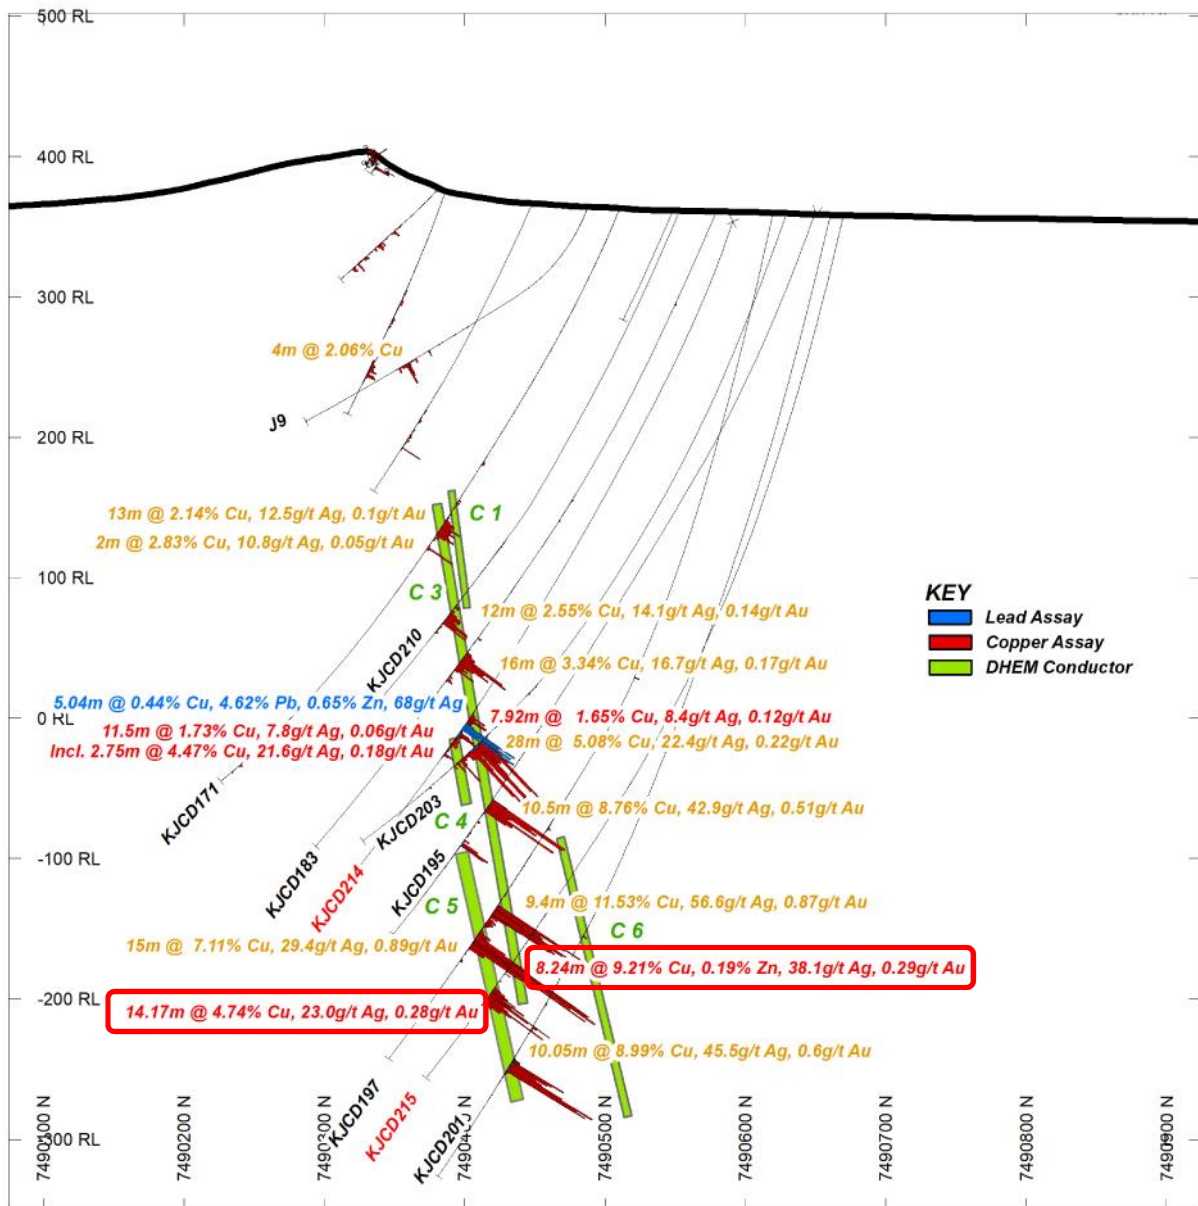 500 RL
400 RL
300 RL
4m @ 2.06% Cu
J9
200 RL
13m @ 2.14% Cu, 12.5g/t Ag, 0.1g/t Au
C 1
2m @ 2.83% Cu, 10.8g/t Ag, 0.05g/t Au
100 RL
C 3
KEY
Lead Assay
Copper Assay
DHEM Conductor
12m @ 2.55% Cu, 14.1g/t Ag, 0.14g/t Au
KJCD210
16m @ 3.34% Cu, 16.7g/t Ag, 0.17g/t Au
5.04m @ 0.44% Cu, 4.62% Pb, 0.65% Zn, 68g/t Ag
0 RL
7.92m @ 1.65% Cu, 8.4g/t Ag, 0.12g/t Au
11.5m @ 1.73% Cu, 7.8g/t Ag, 0.06g/t Au
28m @ 5.08% Cu, 22.4g/t Ag, 0.22g/t Au
Incl. 2.75m @ 4.47% Cu, 21.6g/t Ag, 0.18g/t Au
KJCD171
KJCD203
10.5m @ 8.76% Cu, 42.9g/t Ag, 0.51g/t Au
C 4
-100 RL
KJCD183
KJCD214
KJCD195
C 5
9.4m @ 11.53% Cu, 56.6g/t Ag, 0.87g/t Au
C 6
15m @ 7.11% Cu, 29.4g/t Ag, 0.89g/t Au
8.24m @ 9.21% Cu, 0.19% Zn, 38.1g/t Ag, 0.29g/t Au
-200 RL
14.17m @ 4.74% Cu, 23.0g/t Ag, 0.28g/t Au
10.05m @ 8.99% Cu, 45.5g/t Ag, 0.6g/t Au
KJCD197
KJCD215
KJCD201
-300 RL
7490100 N
7490200 N
7490300 N
7490400 N
7490500 N
7490600 N
7490700 N
7490800 N
7490900 N